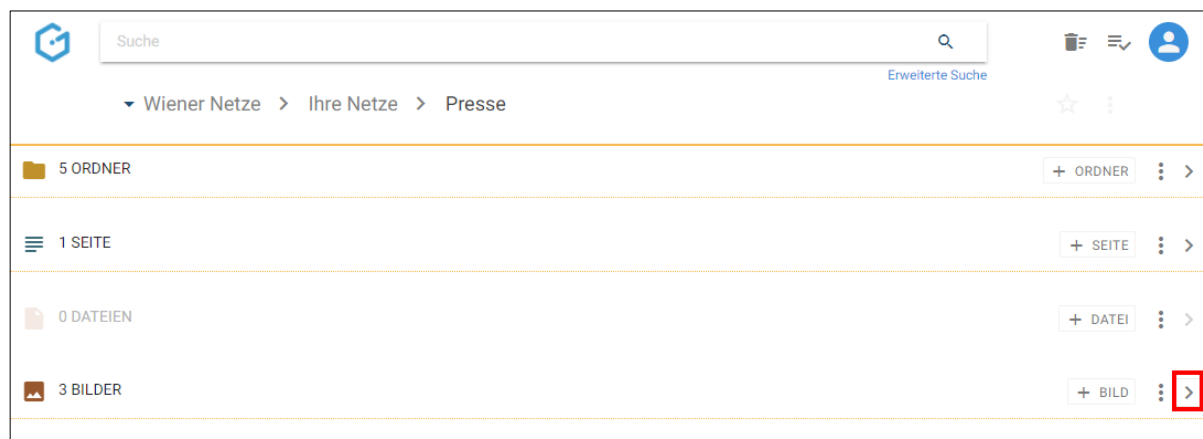 Suche
Erweiterte Suche
Wiener Netze > Ihre Netze > Presse
5 ORDNER + ORDNER
1 SEITE + SEITE
0 DATEIEN + DATEI
3 BILDER + BILD